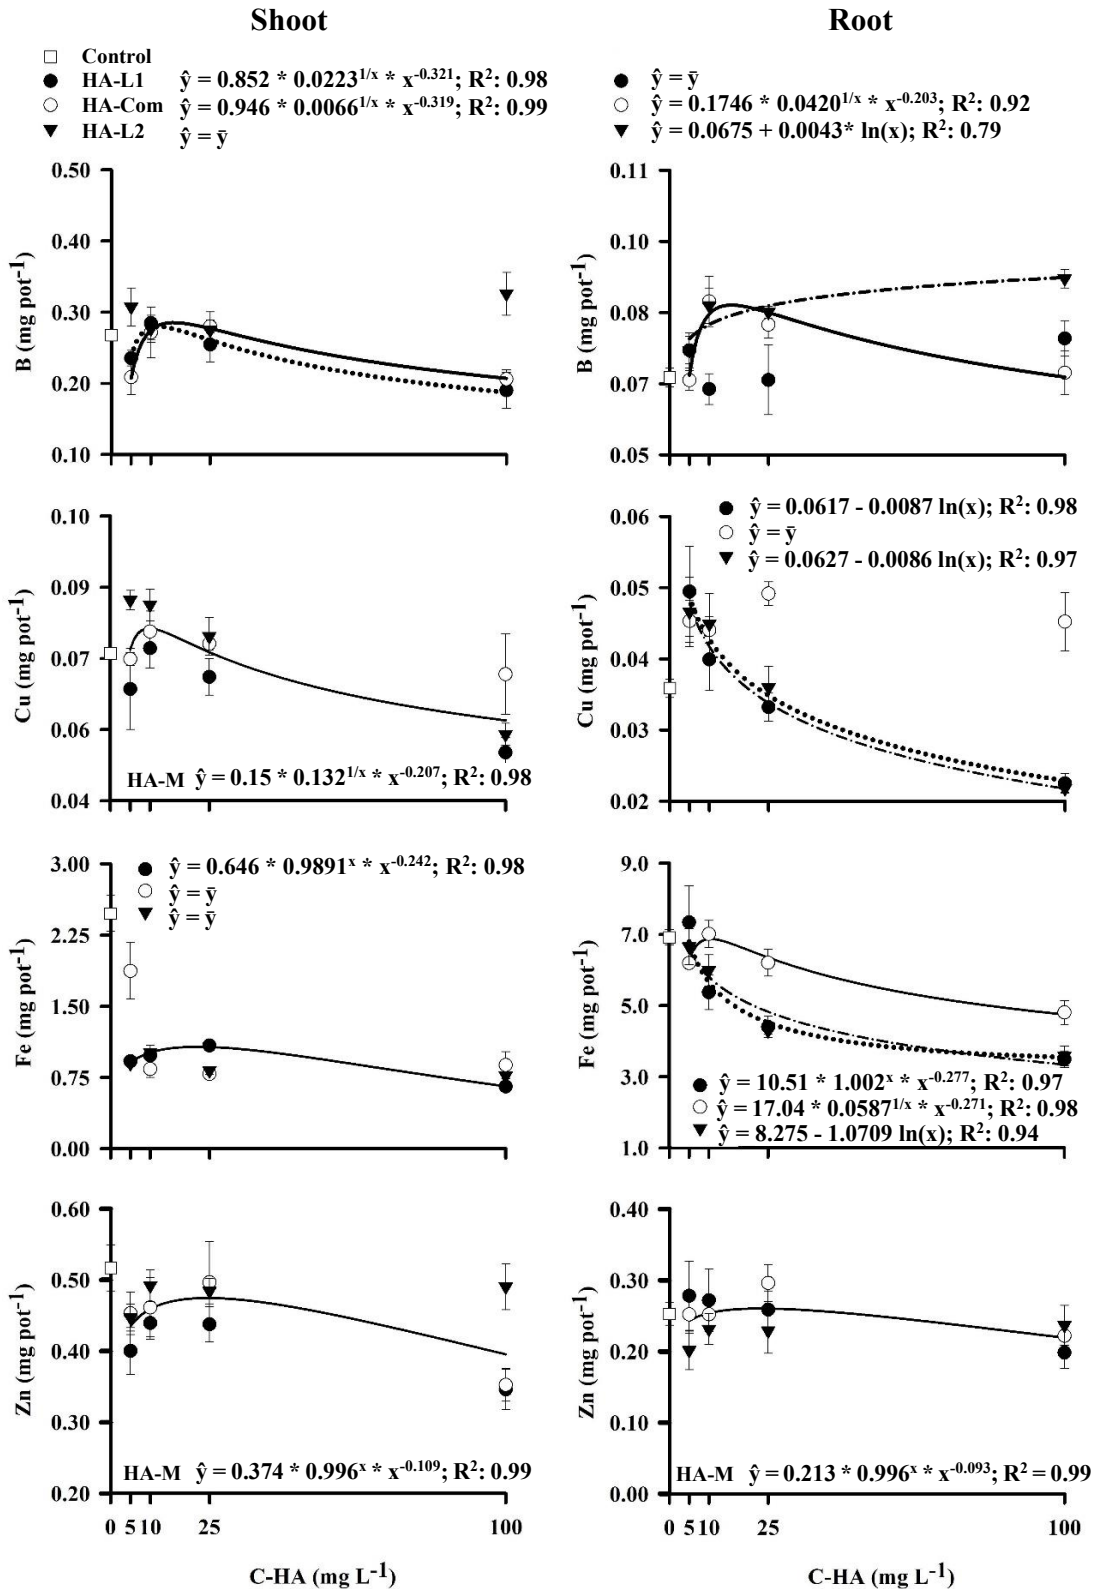 Shoot
Root
Control
HA-L1 ŷ = 0.852 * 0.0223^1/x * x^-0.321; R²: 0.98
HA-Com ŷ = 0.946 * 0.0066^1/x * x^-0.319; R²: 0.99
HA-L2 ŷ = ȳ
ŷ = ȳ
ŷ = 0.1746 * 0.0420^1/x * x^-0.203; R²: 0.92
ŷ = 0.0675 + 0.0043* ln(x); R²: 0.79
B (mg pot⁻¹)
0.50
0.40
0.30
0.20
0.10
B (mg pot⁻¹)
0.11
0.10
0.08
0.07
0.05
Cu (mg pot⁻¹)
0.10
0.09
0.07
0.06
0.04
HA-M ŷ = 0.15 * 0.132^1/x * x^-0.207; R²: 0.98
Cu (mg pot⁻¹)
0.06
0.05
0.04
0.03
0.02
ŷ = 0.0617 - 0.0087 ln(x); R²: 0.98
ŷ = ȳ
ŷ = 0.0627 - 0.0086 ln(x); R²: 0.97
Fe (mg pot⁻¹)
3.00
2.25
1.50
0.75
0.00
ŷ = 0.646 * 0.9891^x * x^-0.242; R²: 0.98
ŷ = ȳ
ŷ = ȳ
Fe (mg pot⁻¹)
9.0
7.0
5.0
3.0
1.0
ŷ = 10.51 * 1.002^x * x^-0.277; R²: 0.97
ŷ = 17.04 * 0.0587^1/x * x^-0.271; R²: 0.98
ŷ = 8.275 - 1.0709 ln(x); R²: 0.94
Zn (mg pot⁻¹)
0.60
0.50
0.40
0.30
0.20
HA-M ŷ = 0.374 * 0.996^x * x^-0.109; R²: 0.99
0 5 10 25 100
C-HA (mg L⁻¹)
Zn (mg pot⁻¹)
0.40
0.30
0.20
0.10
0.00
HA-M ŷ = 0.213 * 0.996^x * x^-0.093; R² = 0.99
0 5 10 25 100
C-HA (mg L⁻¹)